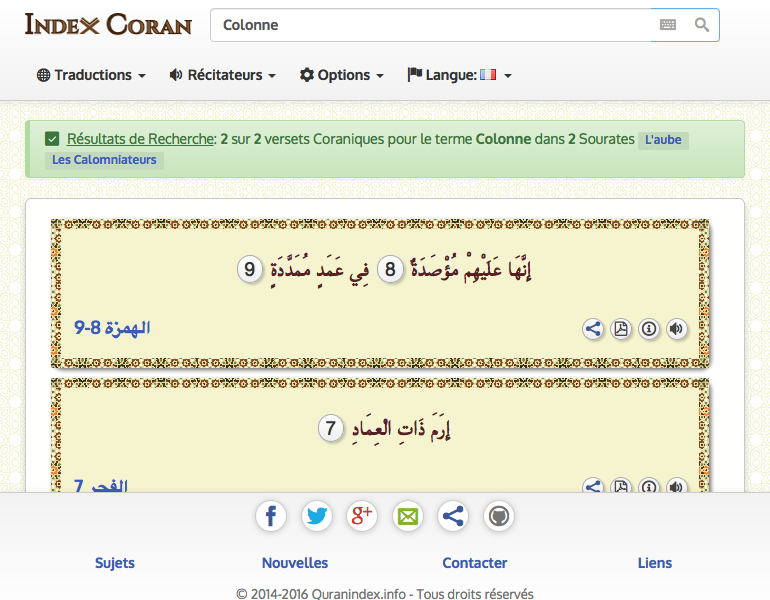 INDEX CORAN
Colonne
Traductions Récitateurs Options Langue:
Résultats de Recherche: 2 sur 2 versets Coraniques pour le terme Colonne dans 2 Sourates L'aube
Les Calomniateurs
إِنَّهَا عَلَيْهِمْ مُؤْصَدَةٌ 8 فِي عَمَدٍ مُمَدَّدَةٍ 9
الهمزة 8-9
إِرَمَ ذَاتِ الْعِمَادِ 7
الفجر 7
Sujets Nouvelles Contacter Liens
© 2014-2016 Quranindex.info - Tous droits réservés